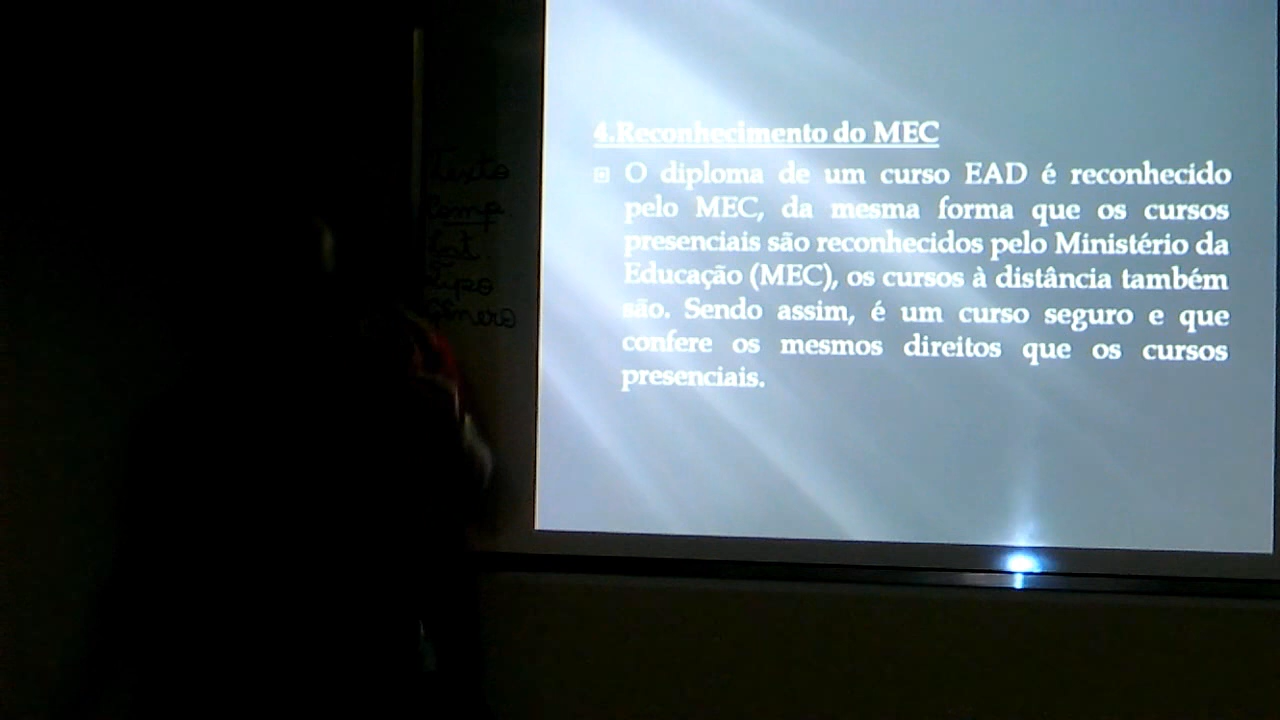 4.Reconhecimento do MEC
O diploma de um curso EAD é reconhecido
pelo MEC, da mesma forma que os cursos
presenciais são reconhecidos pelo Ministério da
Educação (MEC), os cursos à distância também
são. Sendo assim, é um curso seguro e que
confere os mesmos direitos que os cursos
presenciais.
Texto